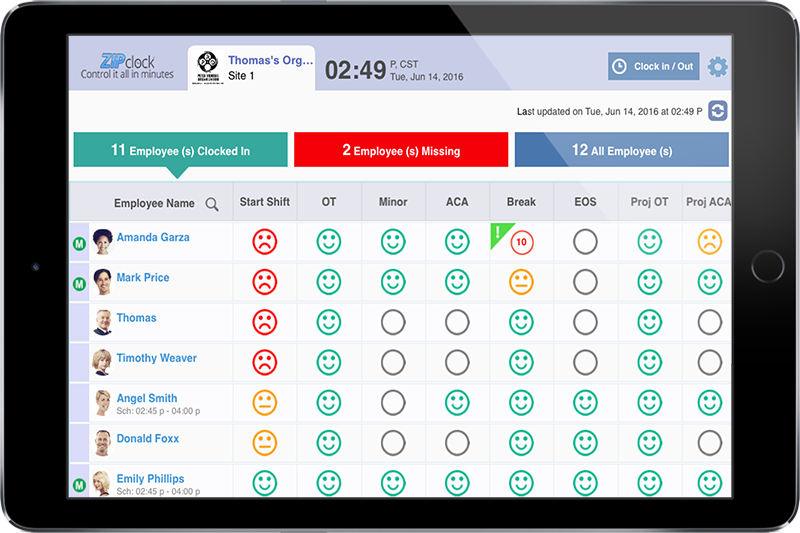 ZIPclock
Control it all in minutes
PETER THOMAS
ORGANIZATION
Thomas's Org...
Site 1
02:49
P, CST
Tue, Jun 14, 2016
Clock in / Out
Last updated on Tue, Jun 14, 2016 at 02:49 P
11 Employee (s) Clocked In
2 Employee (s) Missing
12 All Employee (s)
Employee Name
Start Shift
OT
Minor
ACA
Break
EOS
Proj OT
Proj ACA
M
Amanda Garza
!
10
M
Mark Price
Thomas
Timothy Weaver
Angel Smith
Sch: 02:45 p - 04:00 p
Donald Foxx
M
Emily Phillips
Sch: 02:45 p - 04:00 p